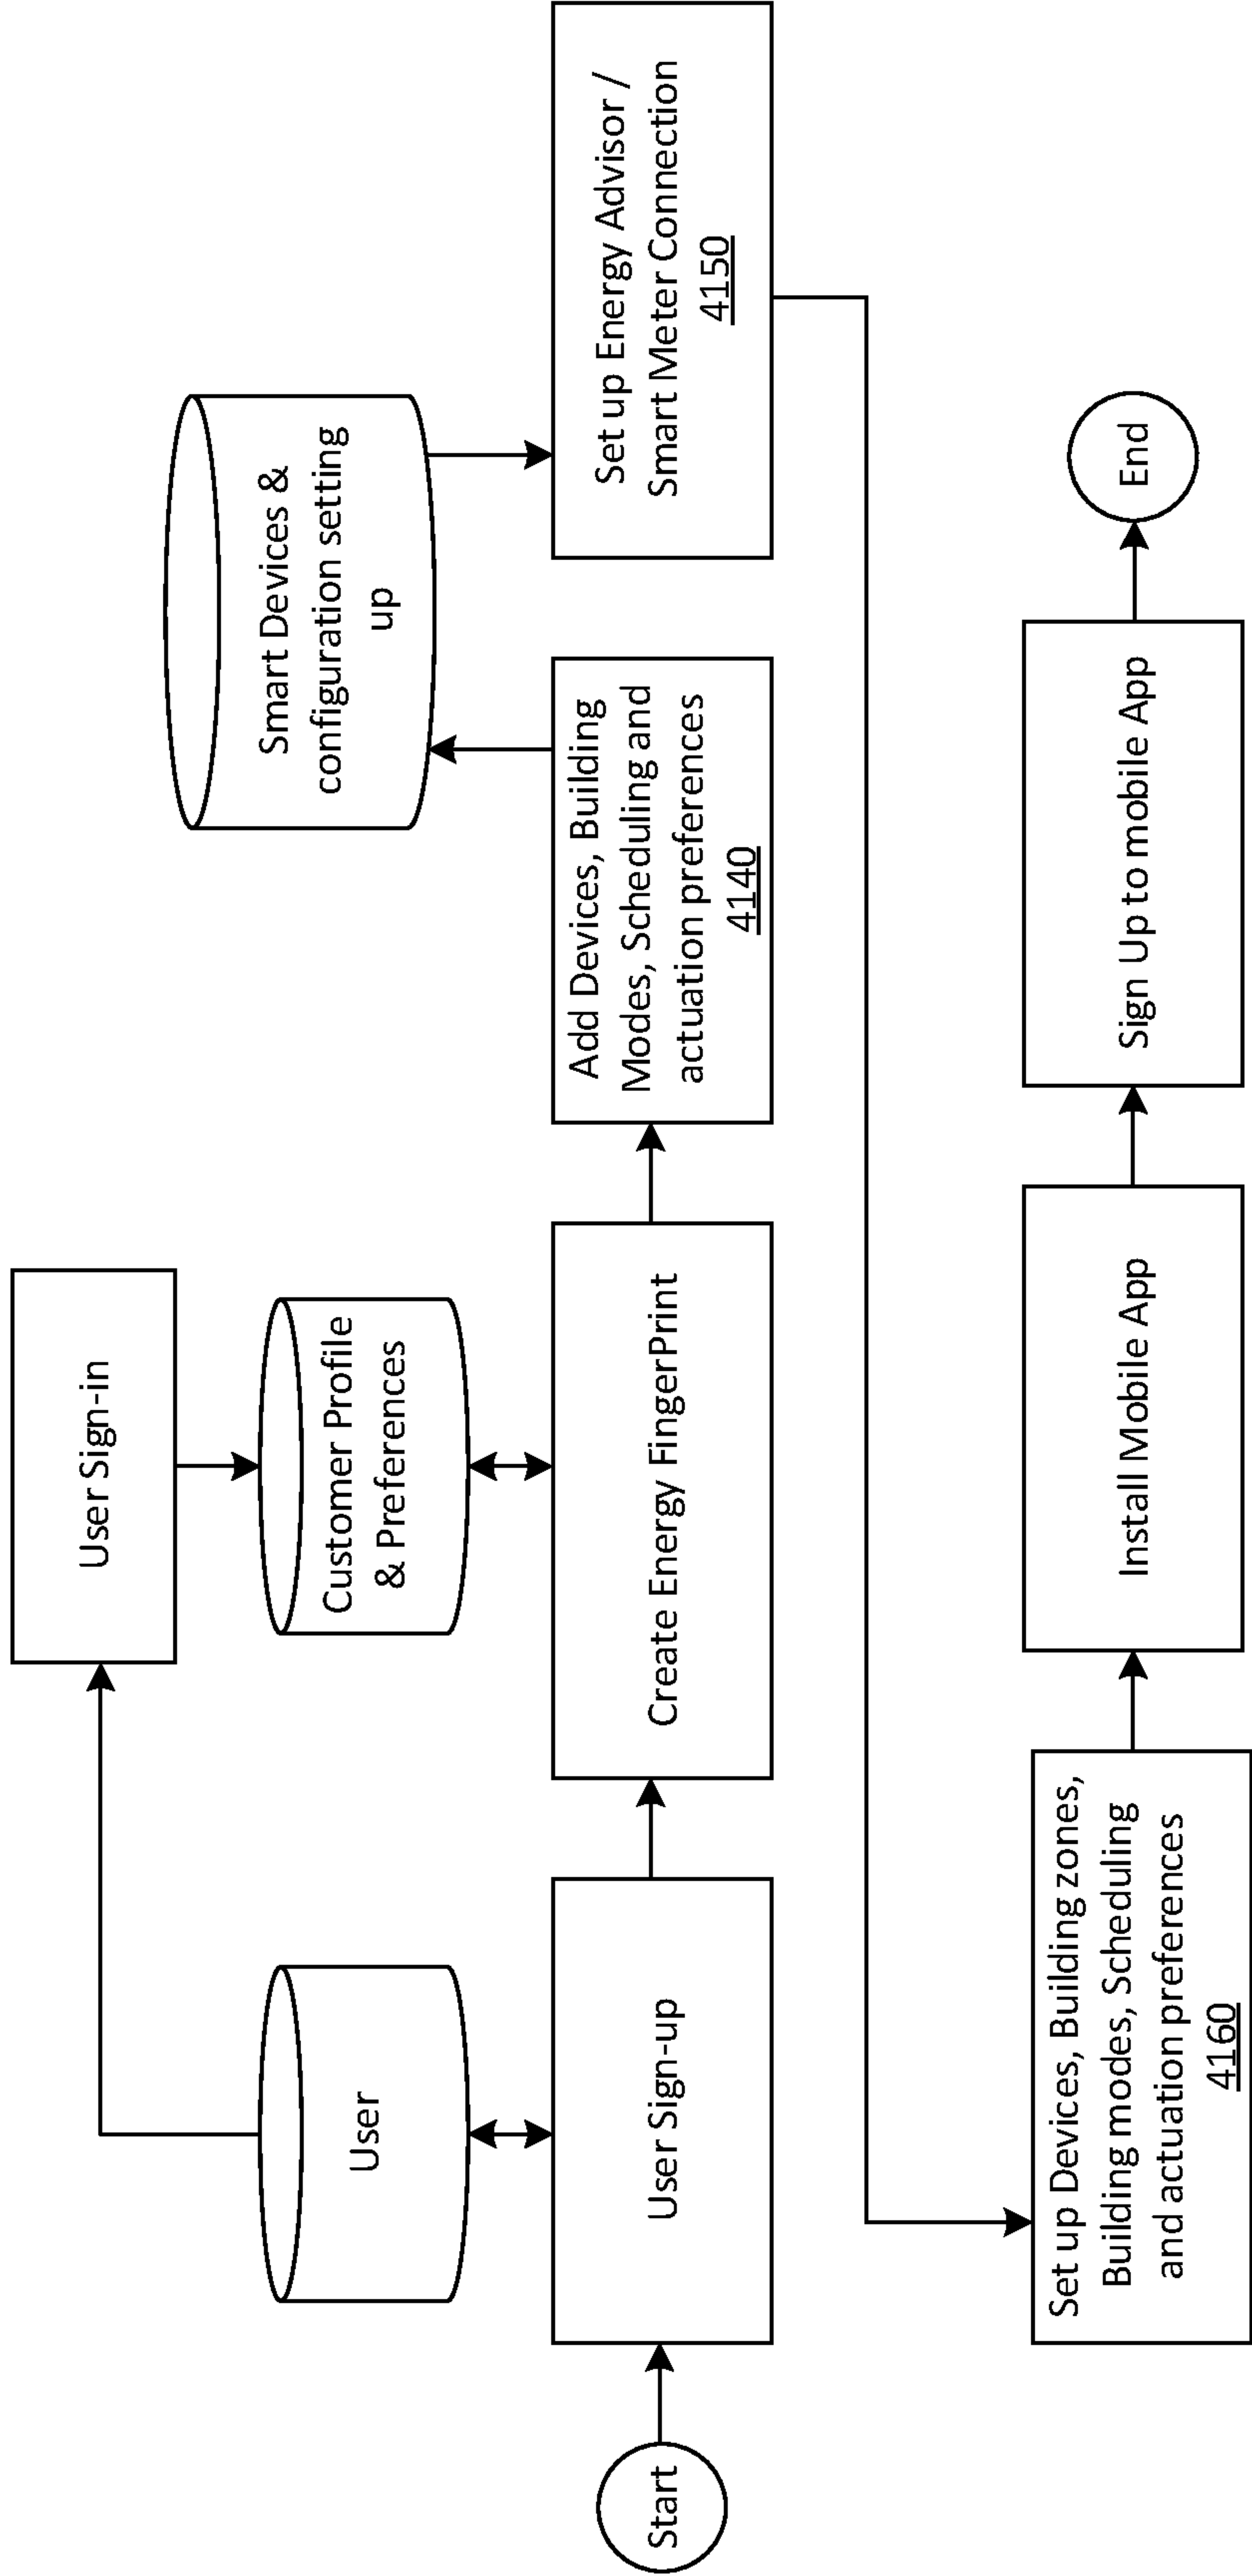 User Sign-in
User
Customer Profile
& Preferences
Smart Devices &
configuration setting
up
Start
User Sign-up
Create Energy FingerPrint
Add Devices, Building
Modes, Scheduling and
actuation preferences
4140
Set up Energy Advisor /
Smart Meter Connection
4150
Set up Devices, Building zones,
Building modes, Scheduling
and actuation preferences
4160
Install Mobile App
Sign Up to mobile App
End